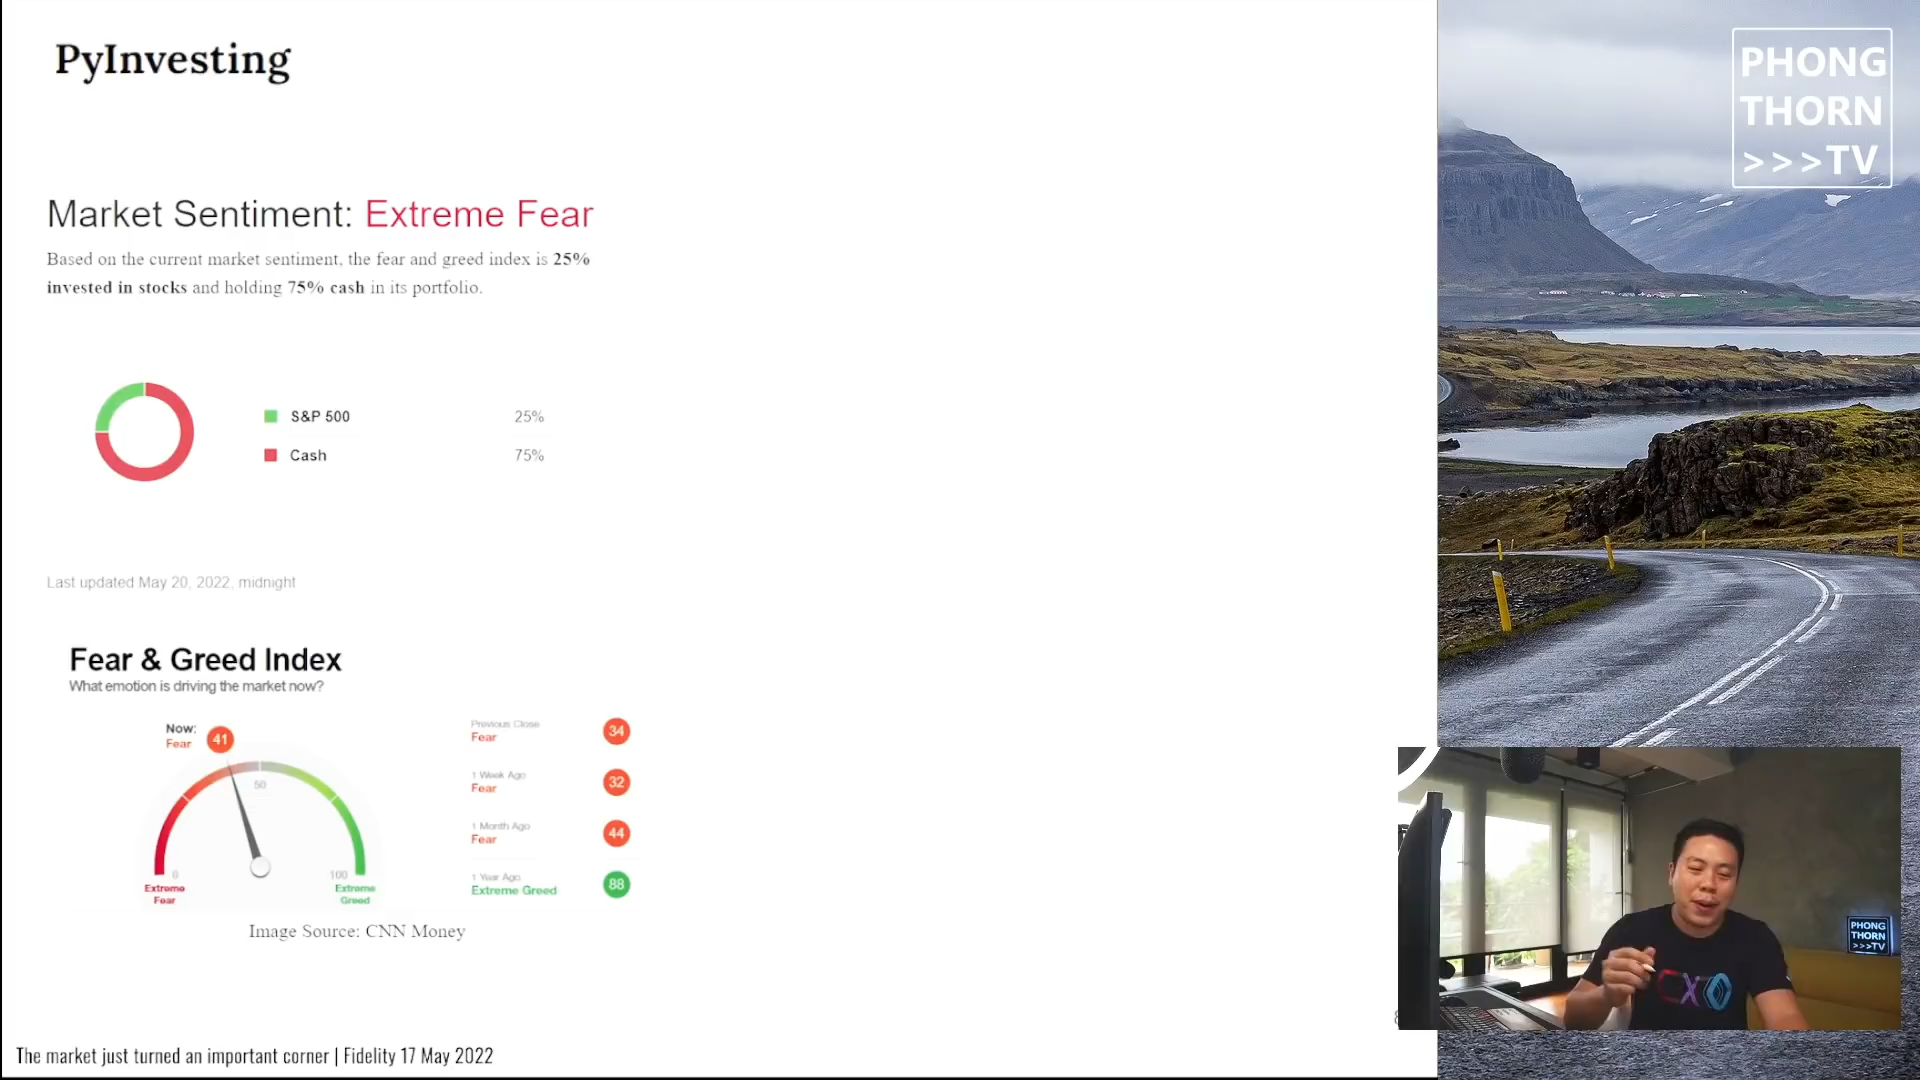 PyInvesting
PHONG
THORN
>>>TV
Market Sentiment: Extreme Fear
Based on the current market sentiment, the fear and greed index is 25%
invested in stocks and holding 75% cash in its portfolio.
S&P 500 25%
Cash 75%
Last updated May 20, 2022, midnight
Fear & Greed Index
What emotion is driving the market now?
Now:
Fear
41
50
0
100
Extreme
Fear
Extreme
Greed
Previous Close
Fear
34
1 Week Ago
Fear
32
1 Month Ago
Fear
44
1 Year Ago
Extreme Greed
88
Image Source: CNN Money
PHONG
THORN
>>>TV
CXO
The market just turned an important corner | Fidelity 17 May 2022